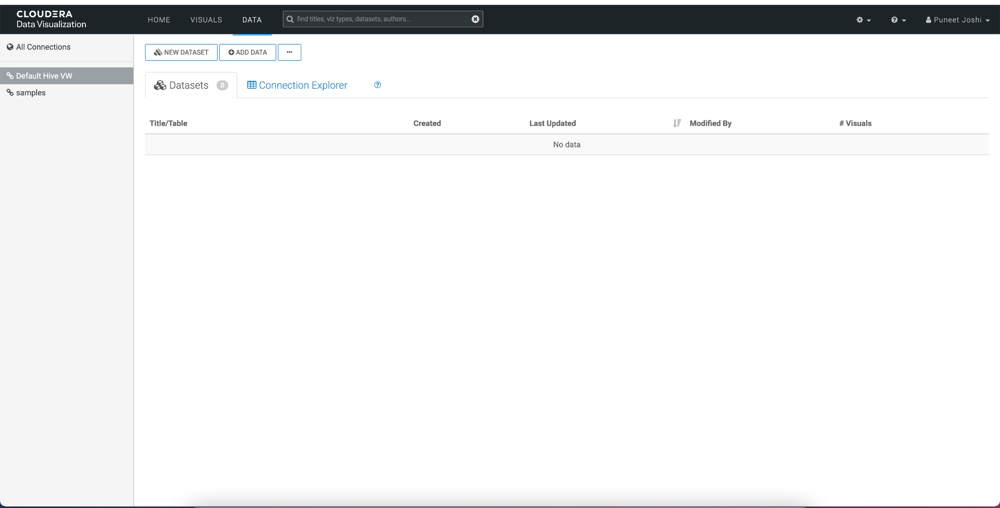 CLOUDERA
Data Visualization
HOME VISUALS DATA find titles, viz types, datasets, authors... Puneet Joshi
All Connections
Default Hive VW
samples
NEW DATASET ADD DATA ...
Datasets 0 Connection Explorer ?
Title/Table Created Last Updated Modified By # Visuals
No data